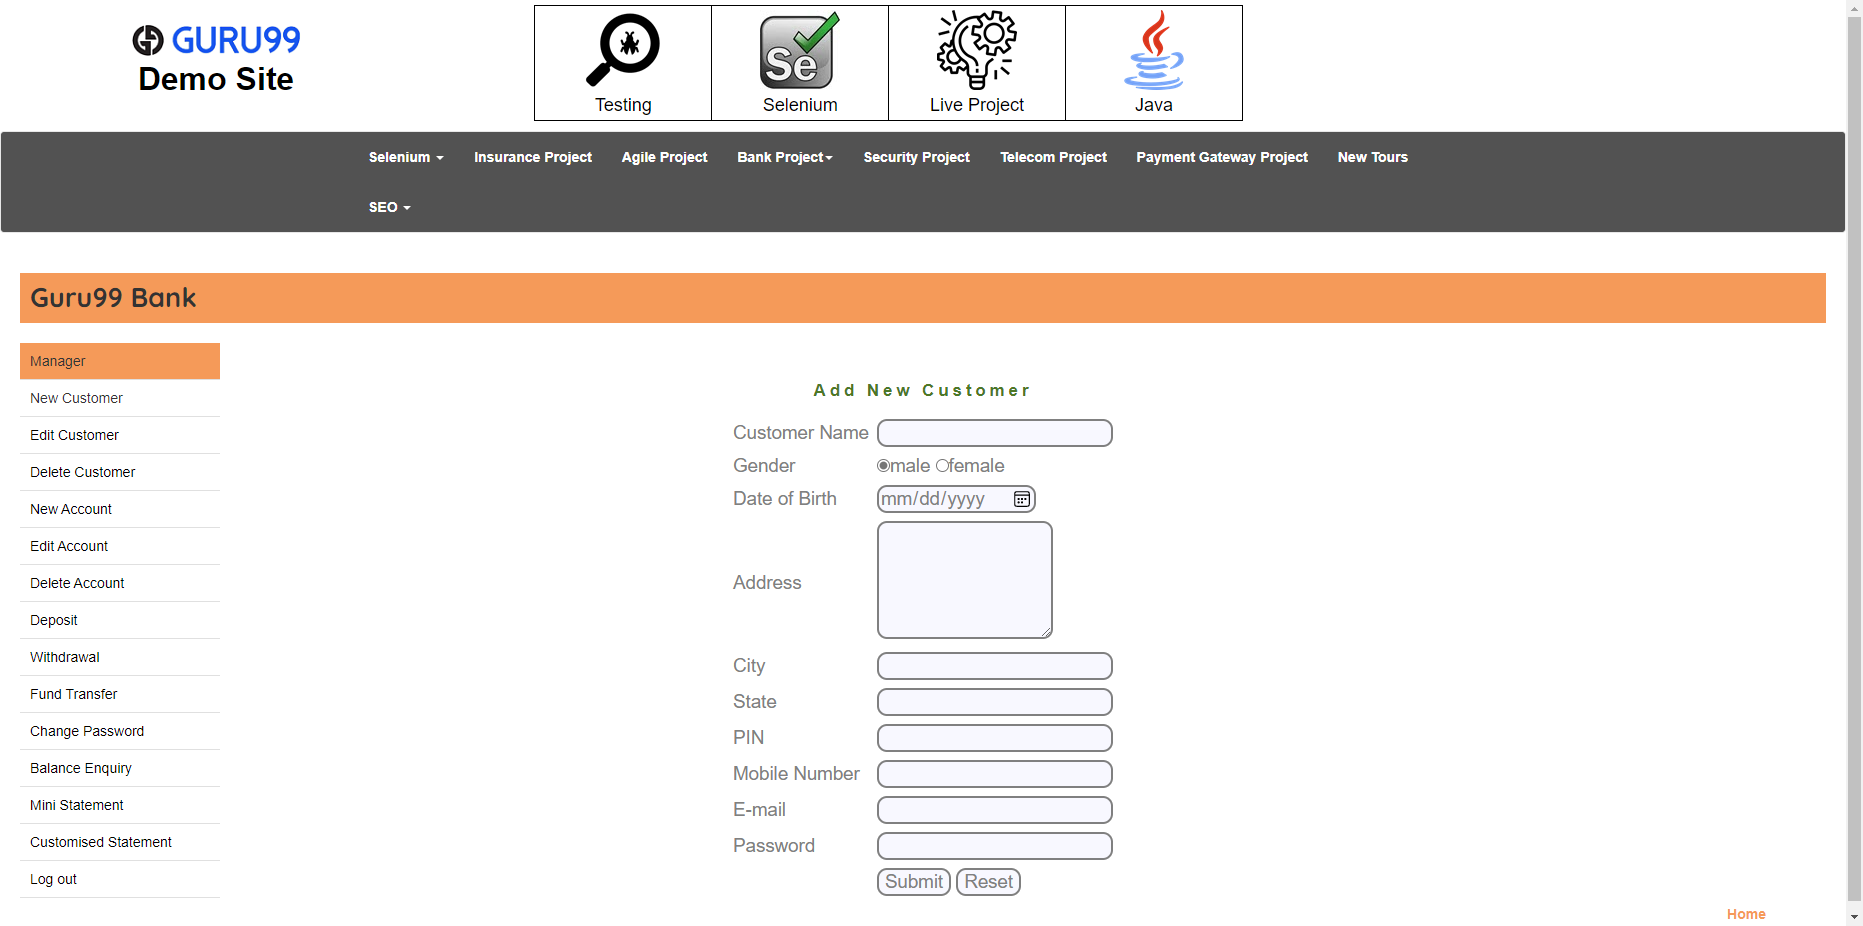 GURU99
Demo Site
Testing
Se
Selenium
Live Project
Java
Selenium
Insurance Project
Agile Project
Bank Project
Security Project
Telecom Project
Payment Gateway Project
New Tours
SEO
Guru99 Bank
Manager
New Customer
Edit Customer
Delete Customer
New Account
Edit Account
Delete Account
Deposit
Withdrawal
Fund Transfer
Change Password
Balance Enquiry
Mini Statement
Customised Statement
Log out
Add New Customer
Customer Name
Gender male female
Date of Birth mm/dd/yyyy
Address
City
State
PIN
Mobile Number
E-mail
Password
Submit Reset
Home